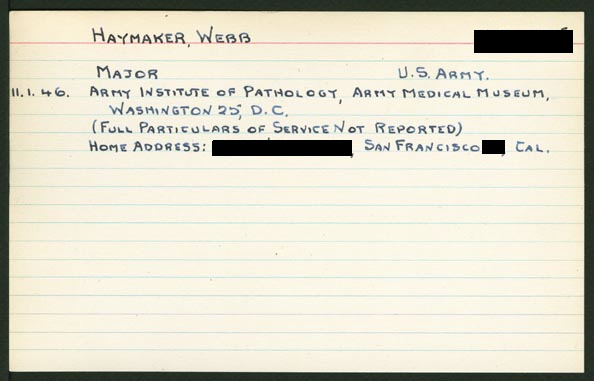 HAYMAKER, WEBB
MAJOR U.S. ARMY.
11.1.46. ARMY INSTITUTE OF PATHOLOGY, ARMY MEDICAL MUSEUM,
WASHINGTON 25, D.C.
(FULL PARTICULARS OF SERVICE NOT REPORTED)
HOME ADDRESS: , SAN FRANCISCO , CAL.